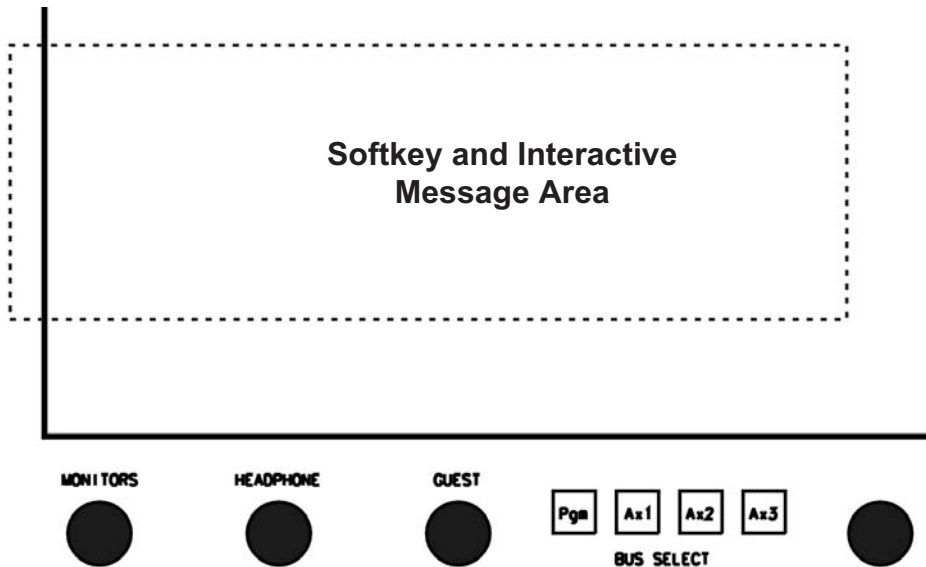 Softkey and Interactive
Message Area
MONITORS
HEADPHONE
GUEST
Pgm
Ax1
Ax2
Ax3
BUS SELECT